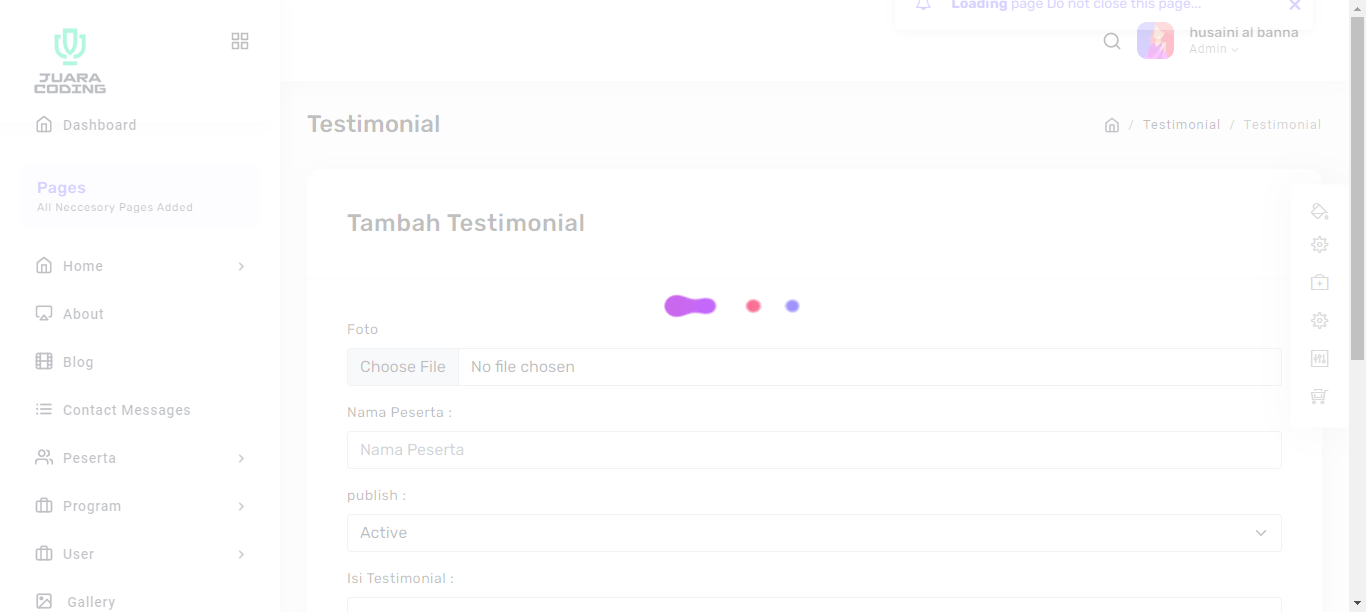 Loading page Do not close this page...
husaini al banna
Admin
JUARA
CODING
Dashboard
Pages
All Neccesory Pages Added
Home
About
Blog
Contact Messages
Peserta
Program
User
Gallery
Testimonial
/ Testimonial / Testimonial
Tambah Testimonial
Foto
Choose File No file chosen
Nama Peserta :
Nama Peserta
publish :
Active
Isi Testimonial :